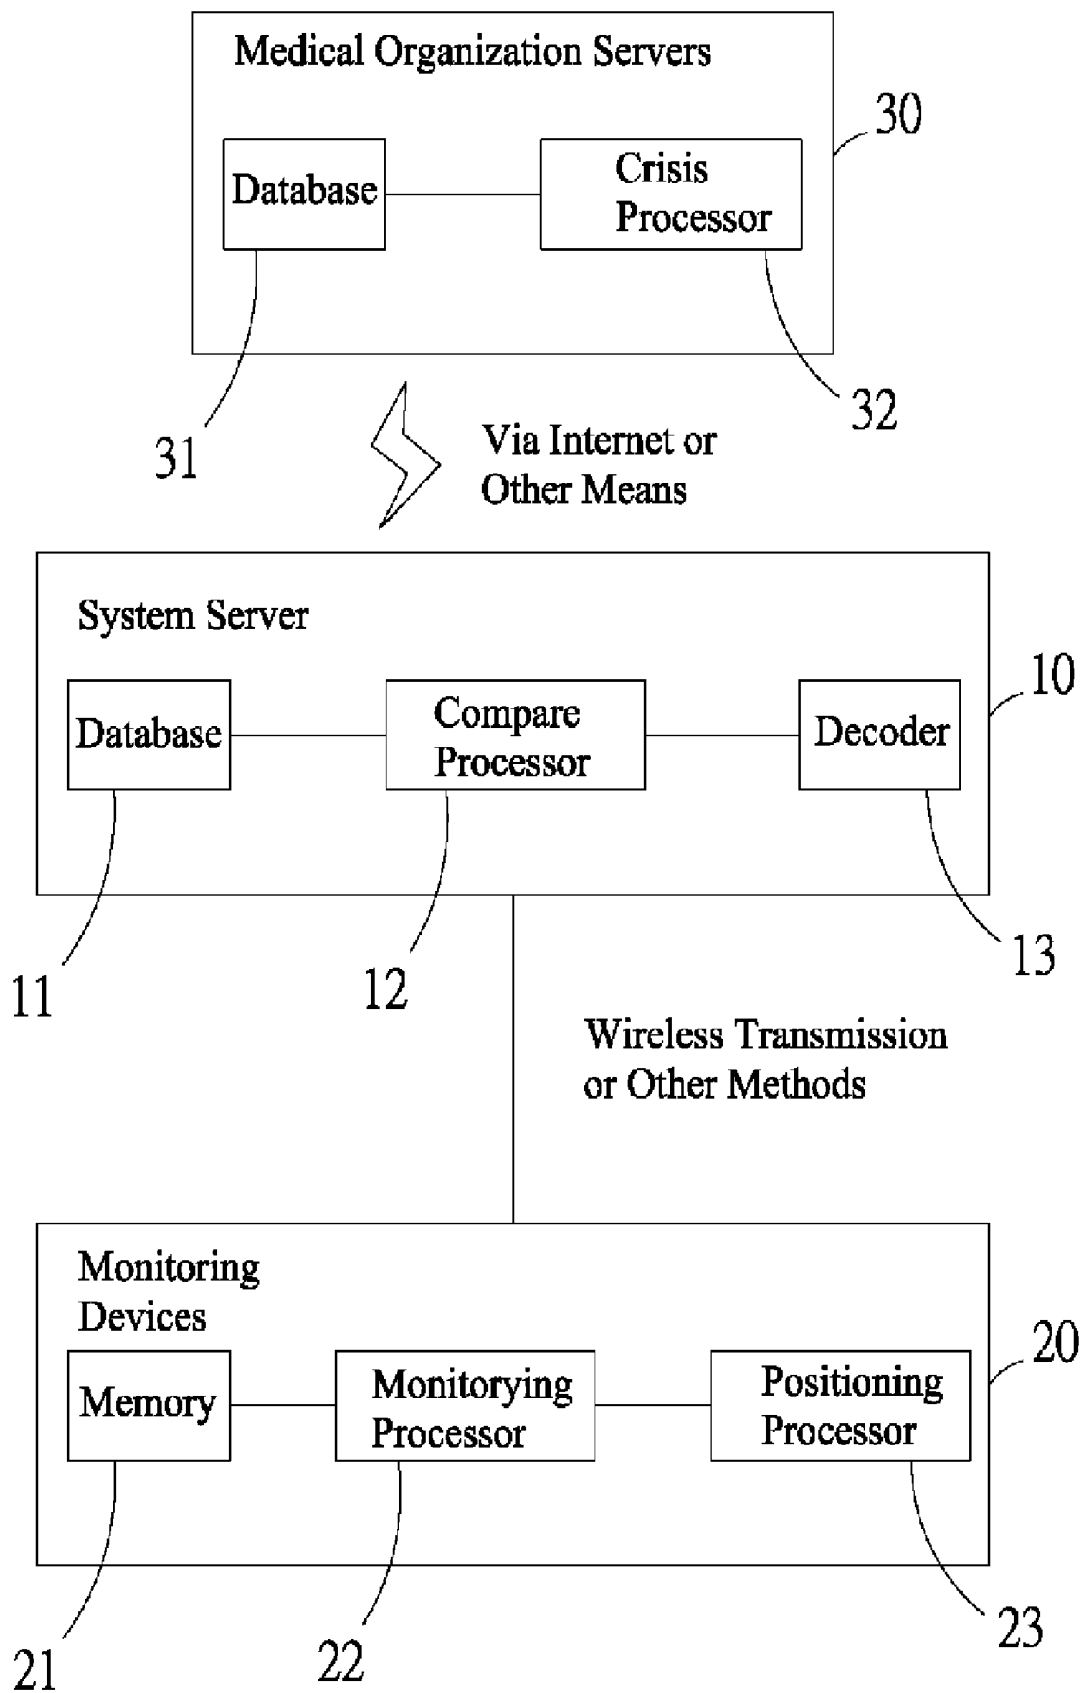 Medical Organization Servers
30
Database
Crisis
Processor
31
32
Via Internet or
Other Means
System Server
10
Database
Compare
Processor
Decoder
11
12
13
Wireless Transmission
or Other Methods
Monitoring
Devices
20
Memory
Monitorying
Processor
Positioning
Processor
21
22
23